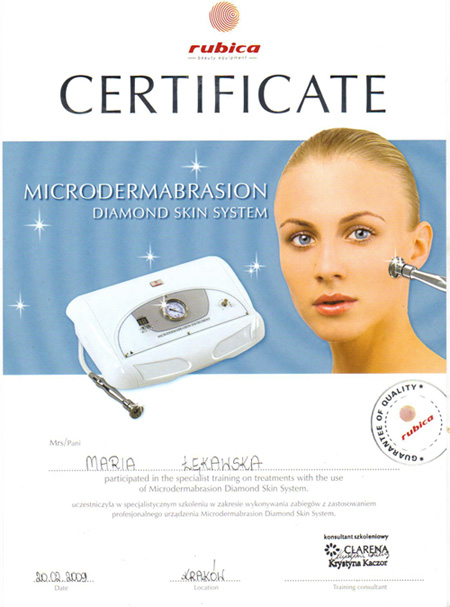 rubica
beauty equipment
CERTIFICATE
MICRODERMABRASION
DIAMOND SKIN SYSTEM
MICRODERMABRASION
GUARANTEE OF QUALITY
rubica
Mrs/Pani
MARIA ŁĘKAWSKA
participated in the specialist training on treatments with the use
of Microdermabrasion Diamond Skin System.
uczestniczyła w specjalistycznym szkoleniu w zakresie wykonywania zabiegów z zastosowaniem
profesjonalnego urządzenia Microdermabrasion Diamond Skin System.
konsultant szkoleniowy
CLARENA
Krystyna Kaczor
20.02.2009 KRAKÓW
Date Location Training consultant